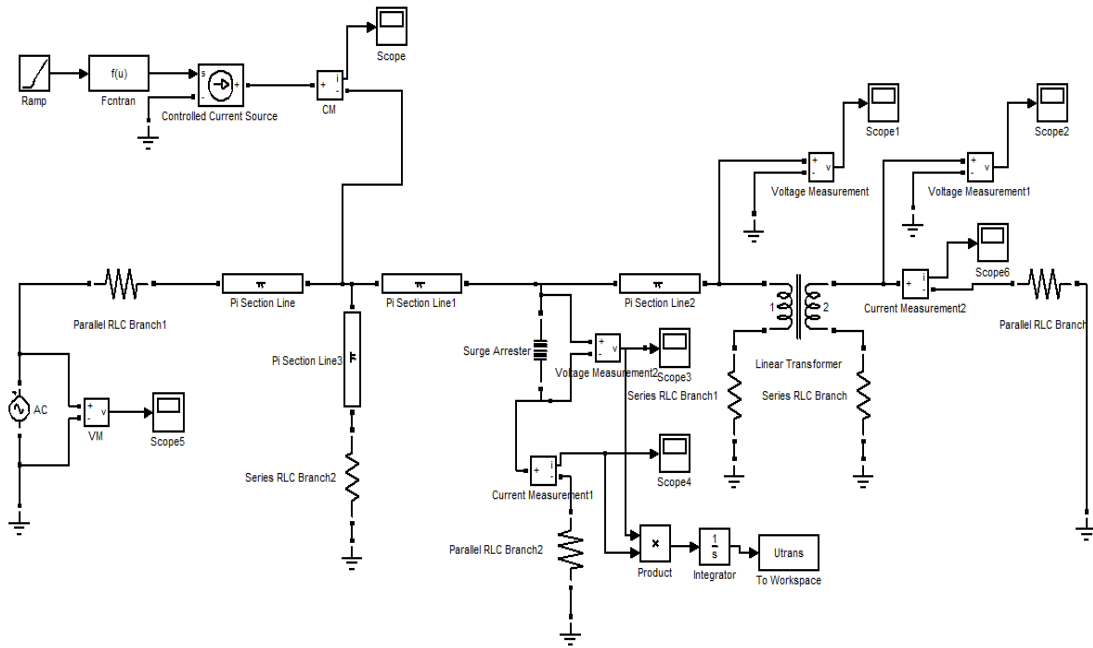 Scope
f(u)
s
+
-
+
i
-
Ramp
Fcntran
Controlled Current Source
CM
Scope1
Scope2
+
-
v
+
-
v
Voltage Measurement
Voltage Measurement1
Scope6
Pi Section Line
Pi Section Line1
Pi Section Line2
1
2
+
i
-
Current Measurement2
Parallel RLC Branch1
Parallel RLC Branch
Pi Section Line3
Surge Arrester
+
-
v
Voltage Measurement2
Scope3
Linear Transformer
Series RLC Branch1
Series RLC Branch
AC
+
-
v
VM
Scope5
Series RLC Branch2
+
i
-
Current Measurement1
Scope4
Parallel RLC Branch2
×
1
s
Utrans
Product
Integrator
To Workspace